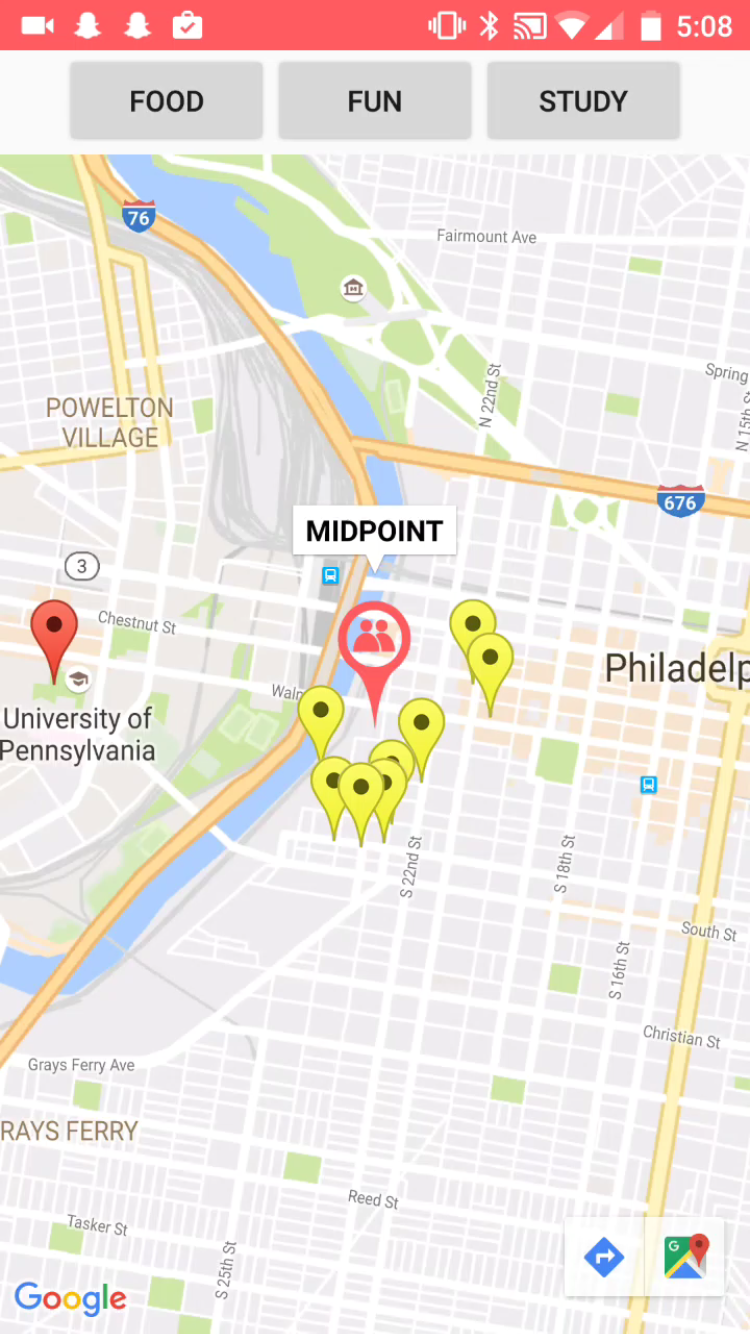 5:08
FOOD FUN STUDY
76
Fairmount Ave
N 22nd St
Spring
N 15th St
POWELTON
VILLAGE
676
MIDPOINT
3
Chestnut St
Philadelp
Waln
University of
Pennsylvania
S 22nd St
S 18th St
South St
S 16th St
Christian St
Grays Ferry Ave
RAYS FERRY
Reed St
Tasker St
S 25th St
G
Google